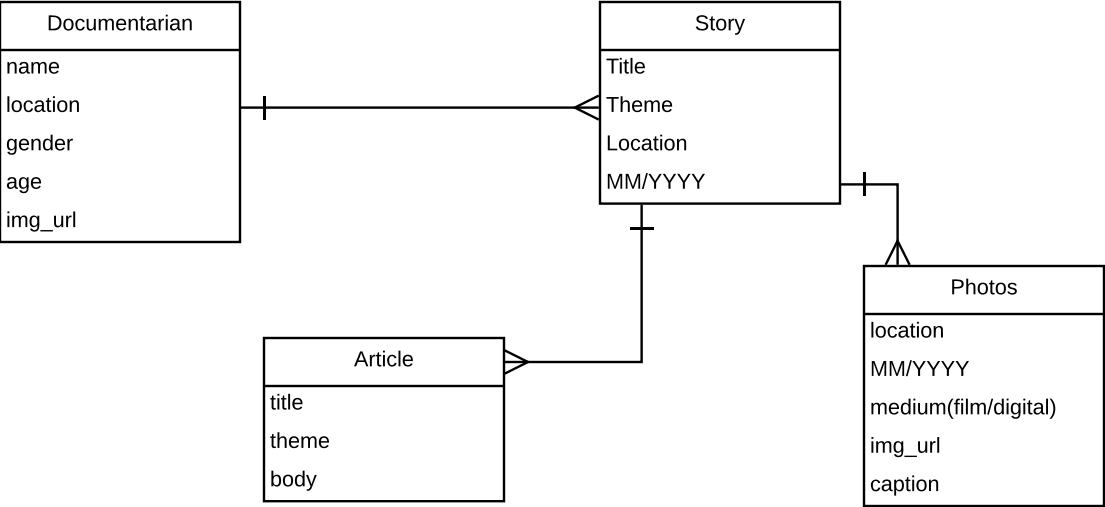 Documentarian
name
location
gender
age
img_url
Story
Title
Theme
Location
MM/YYYY
Article
title
theme
body
Photos
location
MM/YYYY
medium(film/digital)
img_url
caption